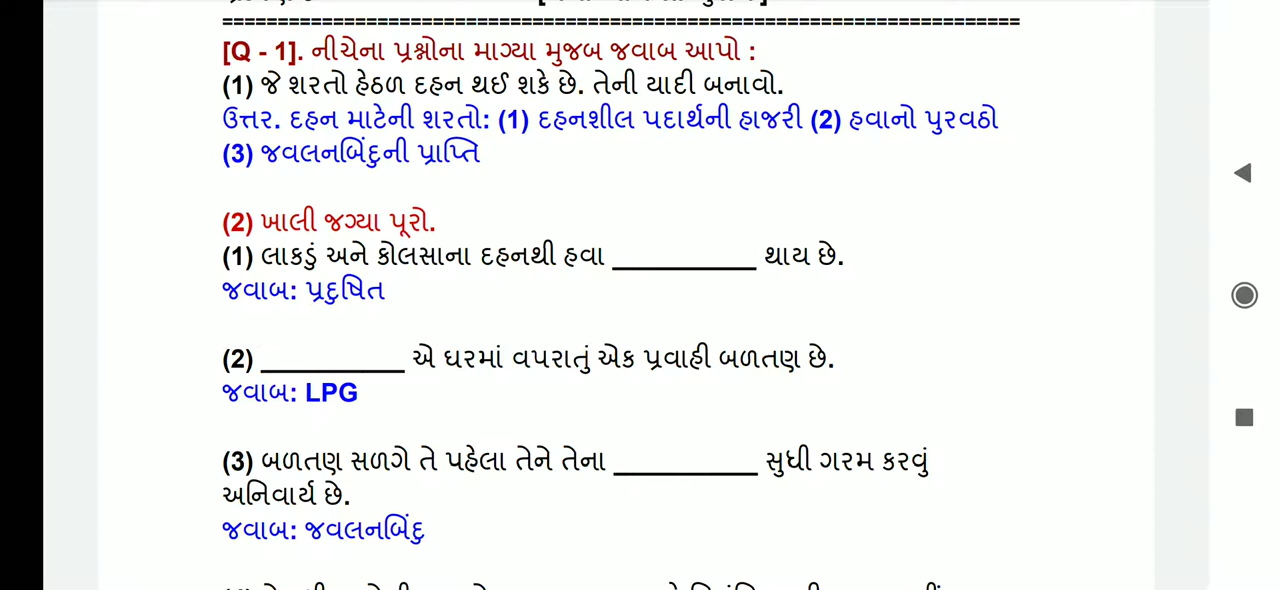 ======================================================================
[Q - 1]. નીચેના પ્રશ્નોના માગ્યા મુજબ જવાબ આપો :
(1) જે શરતો હેઠળ દહન થઈ શકે છે. તેની યાદી બનાવો.
ઉત્તર. દહન માટેની શરતો: (1) દહનશીલ પદાર્થની હાજરી (2) હવાનો પુરવઠો
(3) જવલનબિંદુની પ્રાપ્તિ
(2) ખાલી જગ્યા પૂરો.
(1) લાકડું અને કોલસાના દહનથી હવા __________ થાય છે.
જવાબ: પ્રદુષિત
(2) __________ એ ઘરમાં વપરાતું એક પ્રવાહી બળતણ છે.
જવાબ: LPG
(3) બળતણ સળગે તે પહેલા તેને તેના __________ સુધી ગરમ કરવું
અનિવાર્ય છે.
જવાબ: જવલનબિંદુ